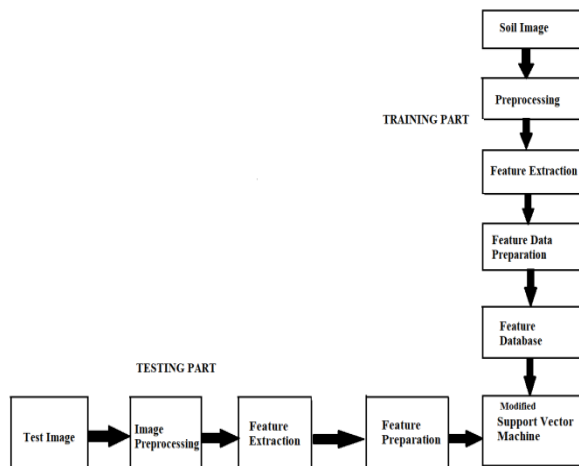 Soil Image
Preprocessing
TRAINING PART
Feature Extraction
Feature Data
Preparation
Feature
Database
TESTING PART
Test Image
Image
Preprocessing
Feature
Extraction
Feature
Preparation
Modified
Support Vector
Machine